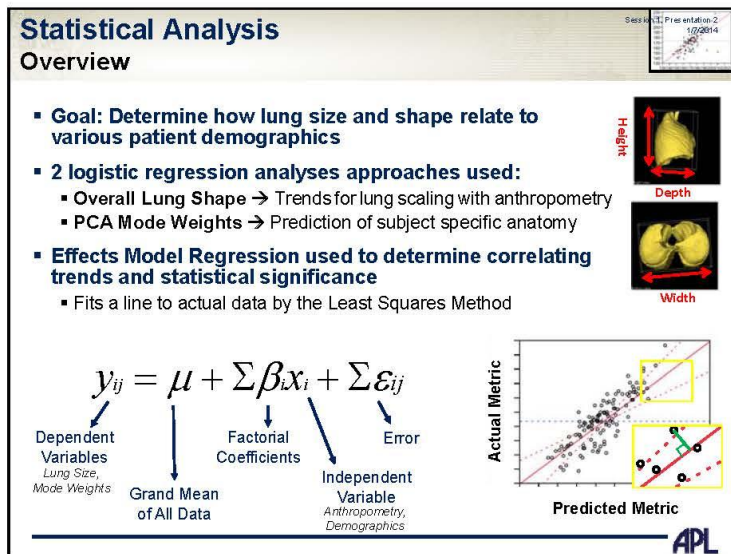 Statistical Analysis
Overview
Session 1, Presentation 2
1/7/2014
▪ Goal: Determine how lung size and shape relate to
various patient demographics
▪ 2 logistic regression analyses approaches used:
▪ Overall Lung Shape → Trends for lung scaling with anthropometry
▪ PCA Mode Weights → Prediction of subject specific anatomy
▪ Effects Model Regression used to determine correlating
trends and statistical significance
▪ Fits a line to actual data by the Least Squares Method
Height
Depth
Width
yij = μ + Σβixi + Σεij
Dependent
Variables
Lung Size,
Mode Weights
Grand Mean
of All Data
Factorial
Coefficients
Independent
Variable
Anthropometry,
Demographics
Error
Actual Metric
Predicted Metric
APL